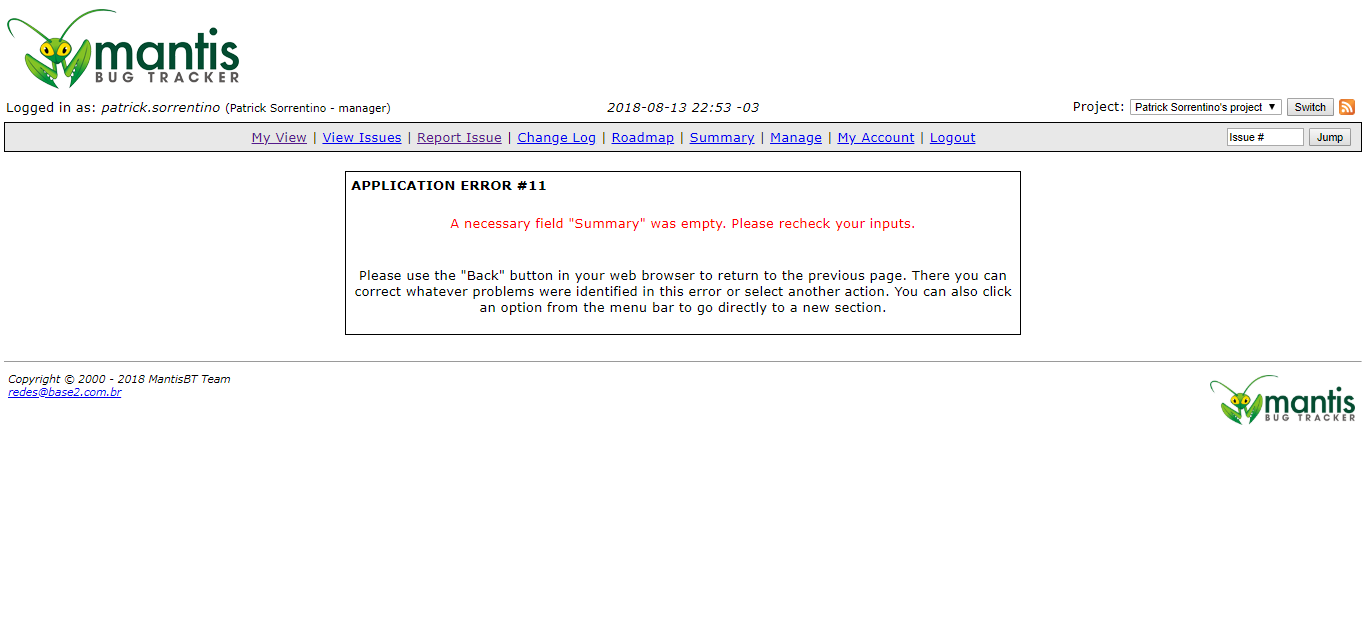 mantis
BUG TRACKER
Logged in as: patrick.sorrentino (Patrick Sorrentino - manager) 2018-08-13 22:53 -03 Project: Patrick Sorrentino's project Switch
My View | View Issues | Report Issue | Change Log | Roadmap | Summary | Manage | My Account | Logout Issue # Jump
APPLICATION ERROR #11
A necessary field "Summary" was empty. Please recheck your inputs.
Please use the "Back" button in your web browser to return to the previous page. There you can
correct whatever problems were identified in this error or select another action. You can also click
an option from the menu bar to go directly to a new section.
Copyright © 2000 - 2018 MantisBT Team
redes@base2.com.br
mantis
BUG TRACKER